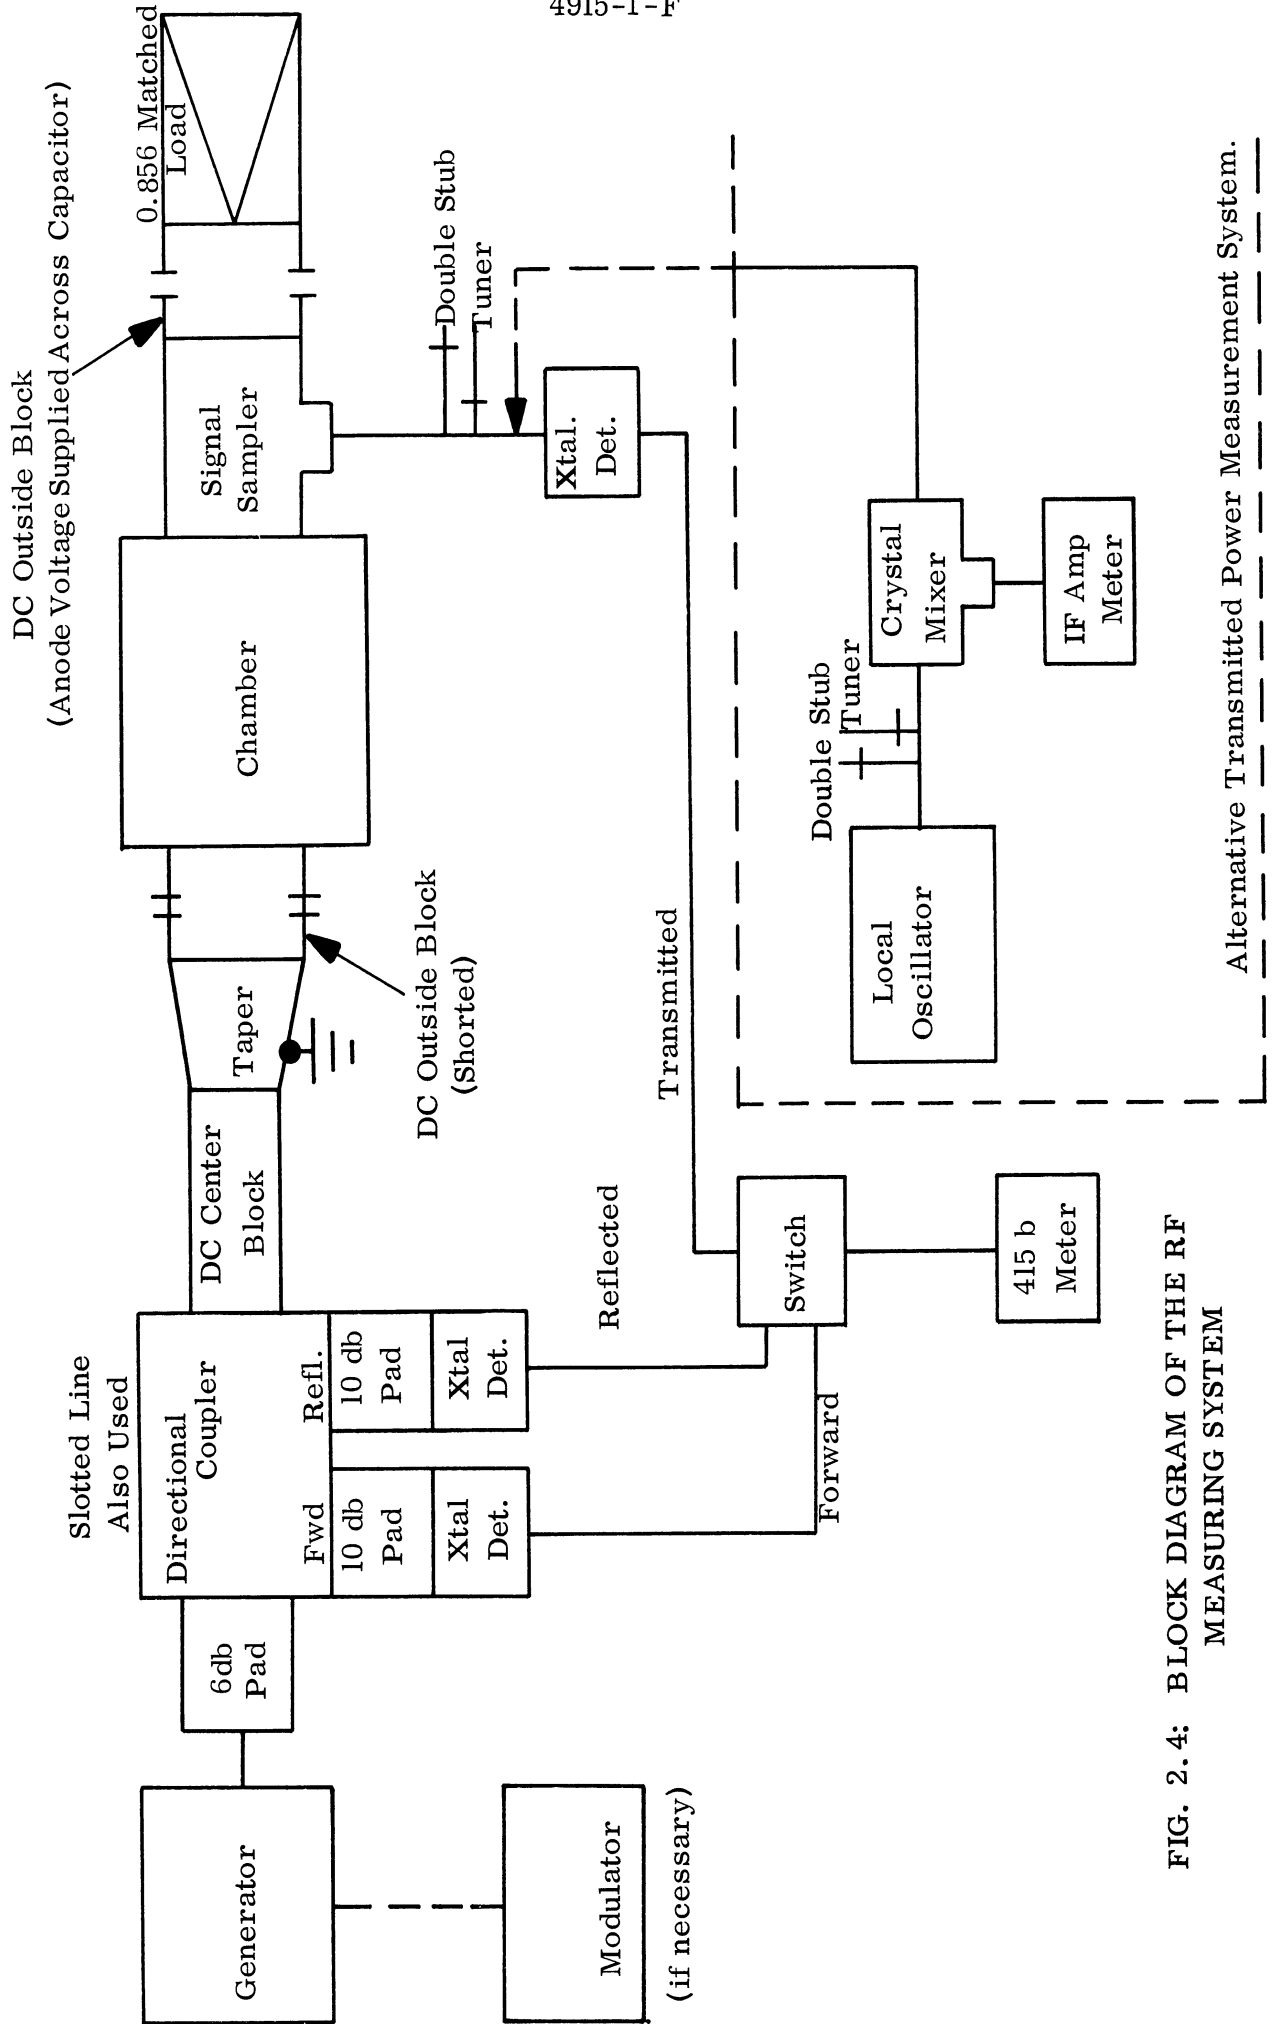 4915-1-F
DC Outside Block
(Anode Voltage Supplied Across Capacitor)
0.856 Matched
Load
Signal
Sampler
Chamber
Double Stub
Tuner
Xtal.
Det.
DC Outside Block
(Shorted)
Taper
DC Center
Block
Slotted Line
Also Used
Directional
Coupler
Fwd
Refl.
10 db
Pad
Xtal
Det.
10 db
Pad
Xtal
Det.
6db
Pad
Generator
Modulator
(if necessary)
Transmitted
Reflected
Forward
Switch
415 b
Meter
Local
Oscillator
Double Stub
Tuner
Crystal
Mixer
IF Amp
Meter
Alternative Transmitted Power Measurement System.
FIG. 2.4: BLOCK DIAGRAM OF THE RF
MEASURING SYSTEM